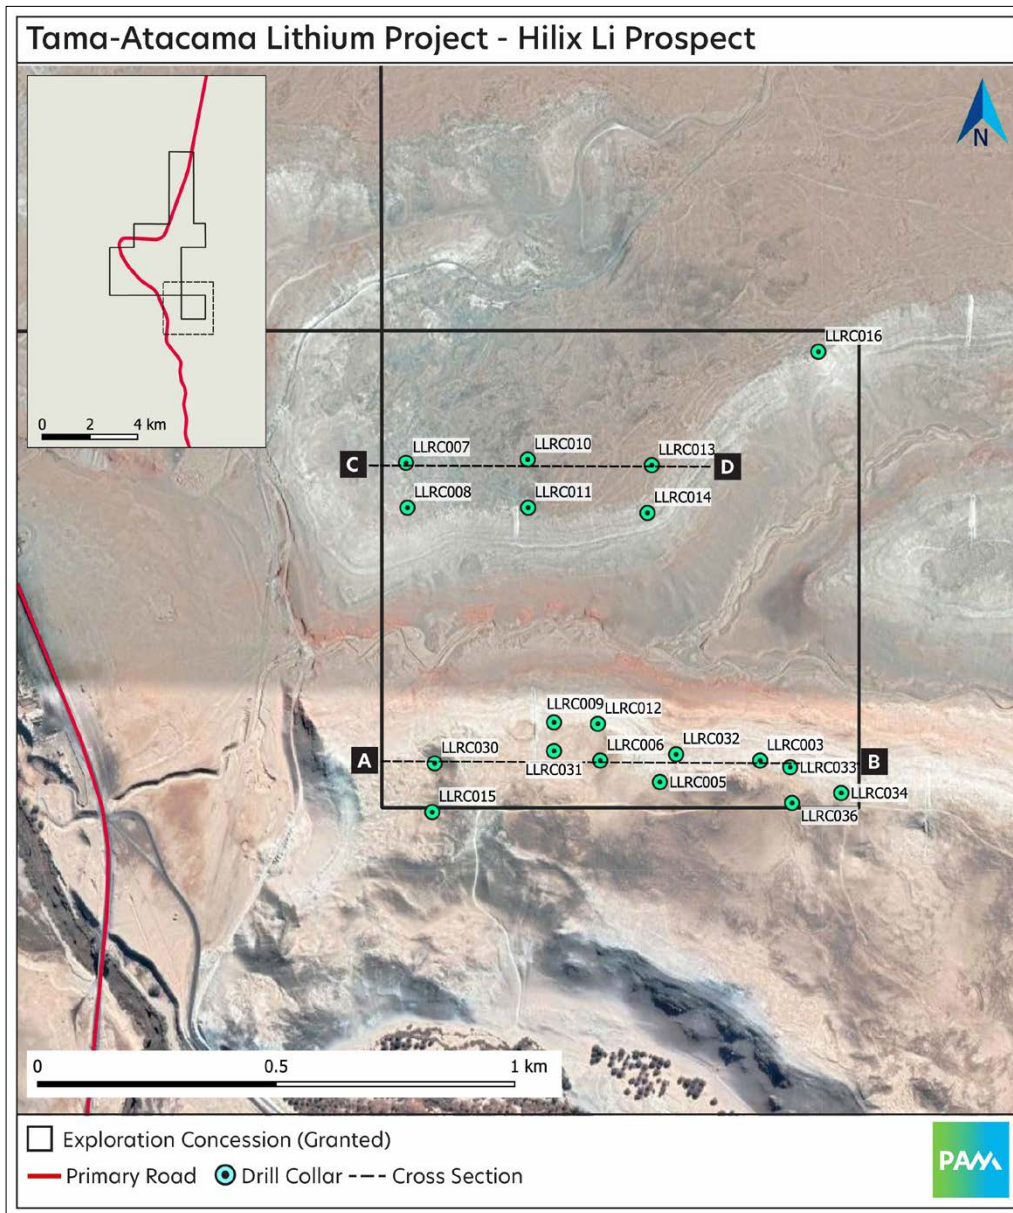 Tama-Atacama Lithium Project - Hilix Li Prospect
N
0 2 4 km
LLRC016
C
LLRC007
LLRC010
LLRC013
D
LLRC008
LLRC011
LLRC014
LLRC009
LLRC012
A
LLRC030
LLRC031
LLRC006
LLRC032
LLRC003
LLRC033
B
LLRC005
LLRC034
LLRC015
LLRC036
0 0.5 1 km
Exploration Concession (Granted)
Primary Road Drill Collar Cross Section
PAM